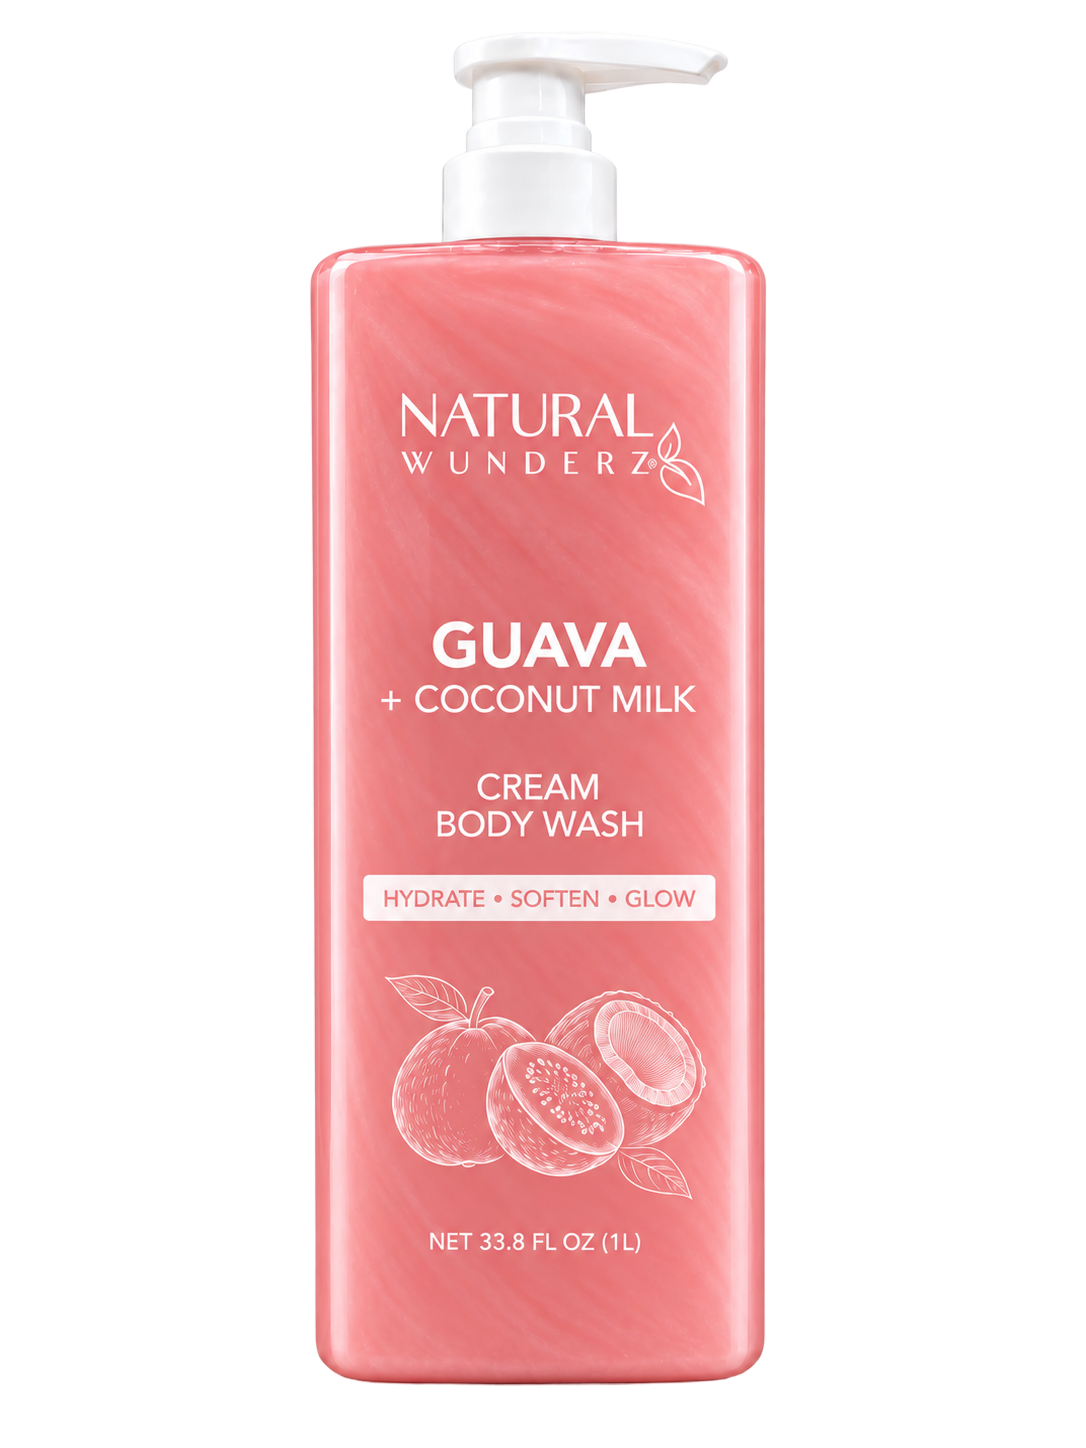 NATURAL
WUNDERZ®
GUAVA
+ COCONUT MILK
CREAM
BODY WASH
HYDRATE • SOFTEN • GLOW
NET 33.8 FL OZ (1L)